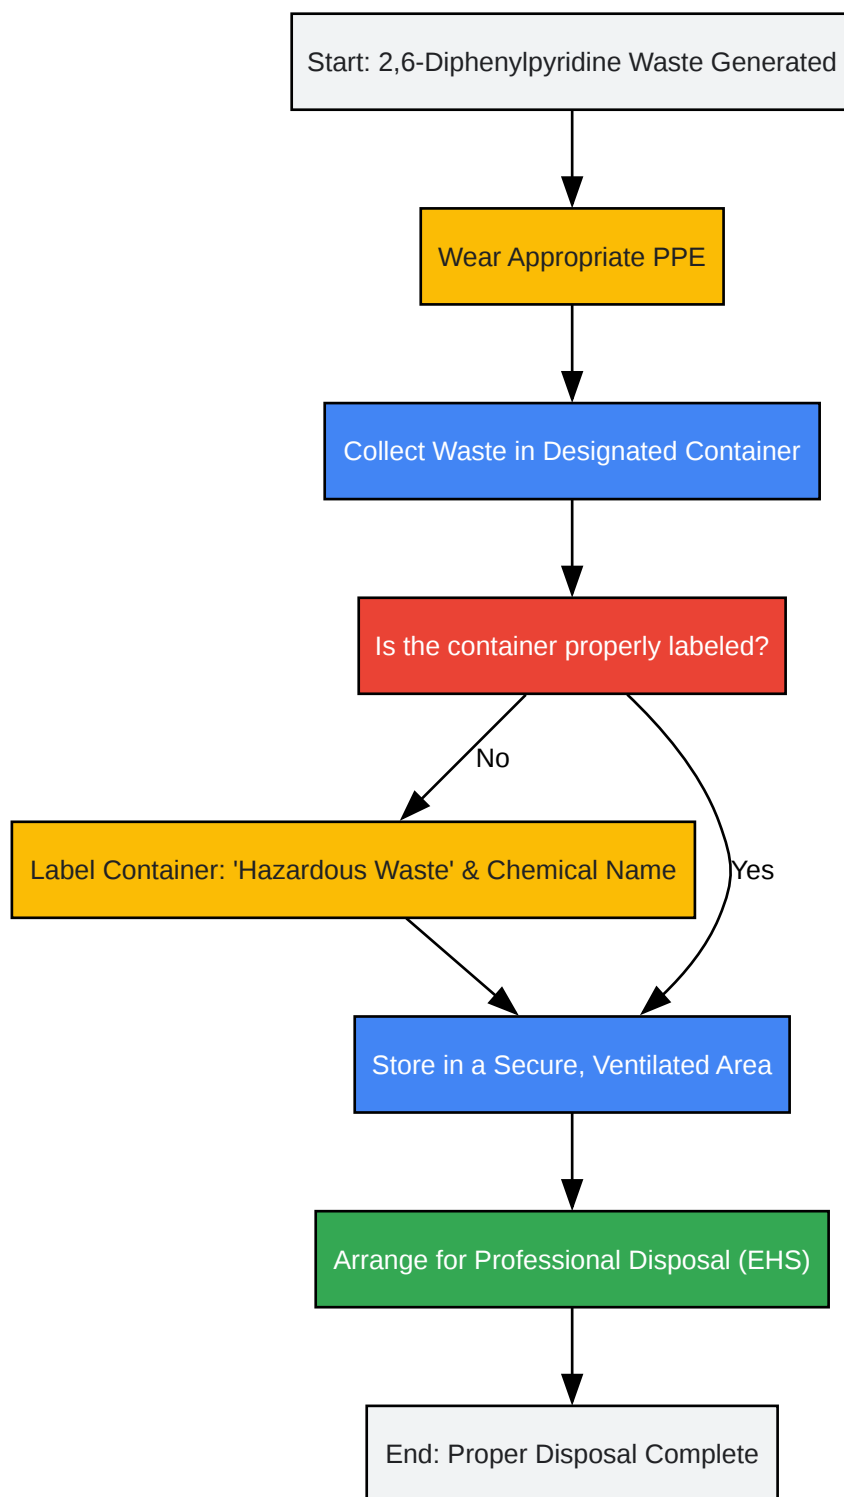 Start: 2,6-Diphenylpyridine Waste Generated
Wear Appropriate PPE
Collect Waste in Designated Container
Is the container properly labeled?
No
Label Container: 'Hazardous Waste' & Chemical Name
Yes
Store in a Secure, Ventilated Area
Arrange for Professional Disposal (EHS)
End: Proper Disposal Complete